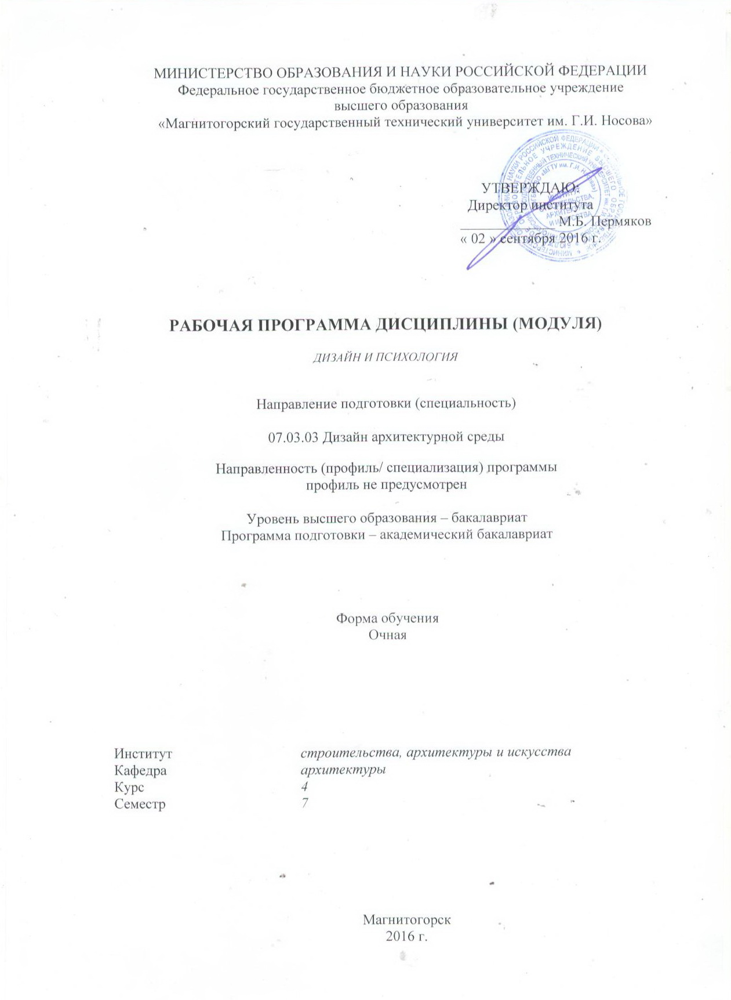 МИНИСТЕРСТВО ОБРАЗОВАНИЯ И НАУКИ РОССИЙСКОЙ ФЕДЕРАЦИИ
Федеральное государственное бюджетное образовательное учреждение
высшего образования
«Магнитогорский государственный технический университет им. Г.И. Носова»
УТВЕРЖДАЮ:
Директор института
_____________ М.Б. Пермяков
« 02 » сентября 2016 г.
РАБОЧАЯ ПРОГРАММА ДИСЦИПЛИНЫ (МОДУЛЯ)
ДИЗАЙН И ПСИХОЛОГИЯ
Направление подготовки (специальность)
07.03.03 Дизайн архитектурной среды
Направленность (профиль/ специализация) программы
профиль не предусмотрен
Уровень высшего образования – бакалавриат
Программа подготовки – академический бакалавриат
Форма обучения
Очная
Институт строительства, архитектуры и искусства
Кафедра архитектуры
Курс 4
Семестр 7
Магнитогорск
2016 г.